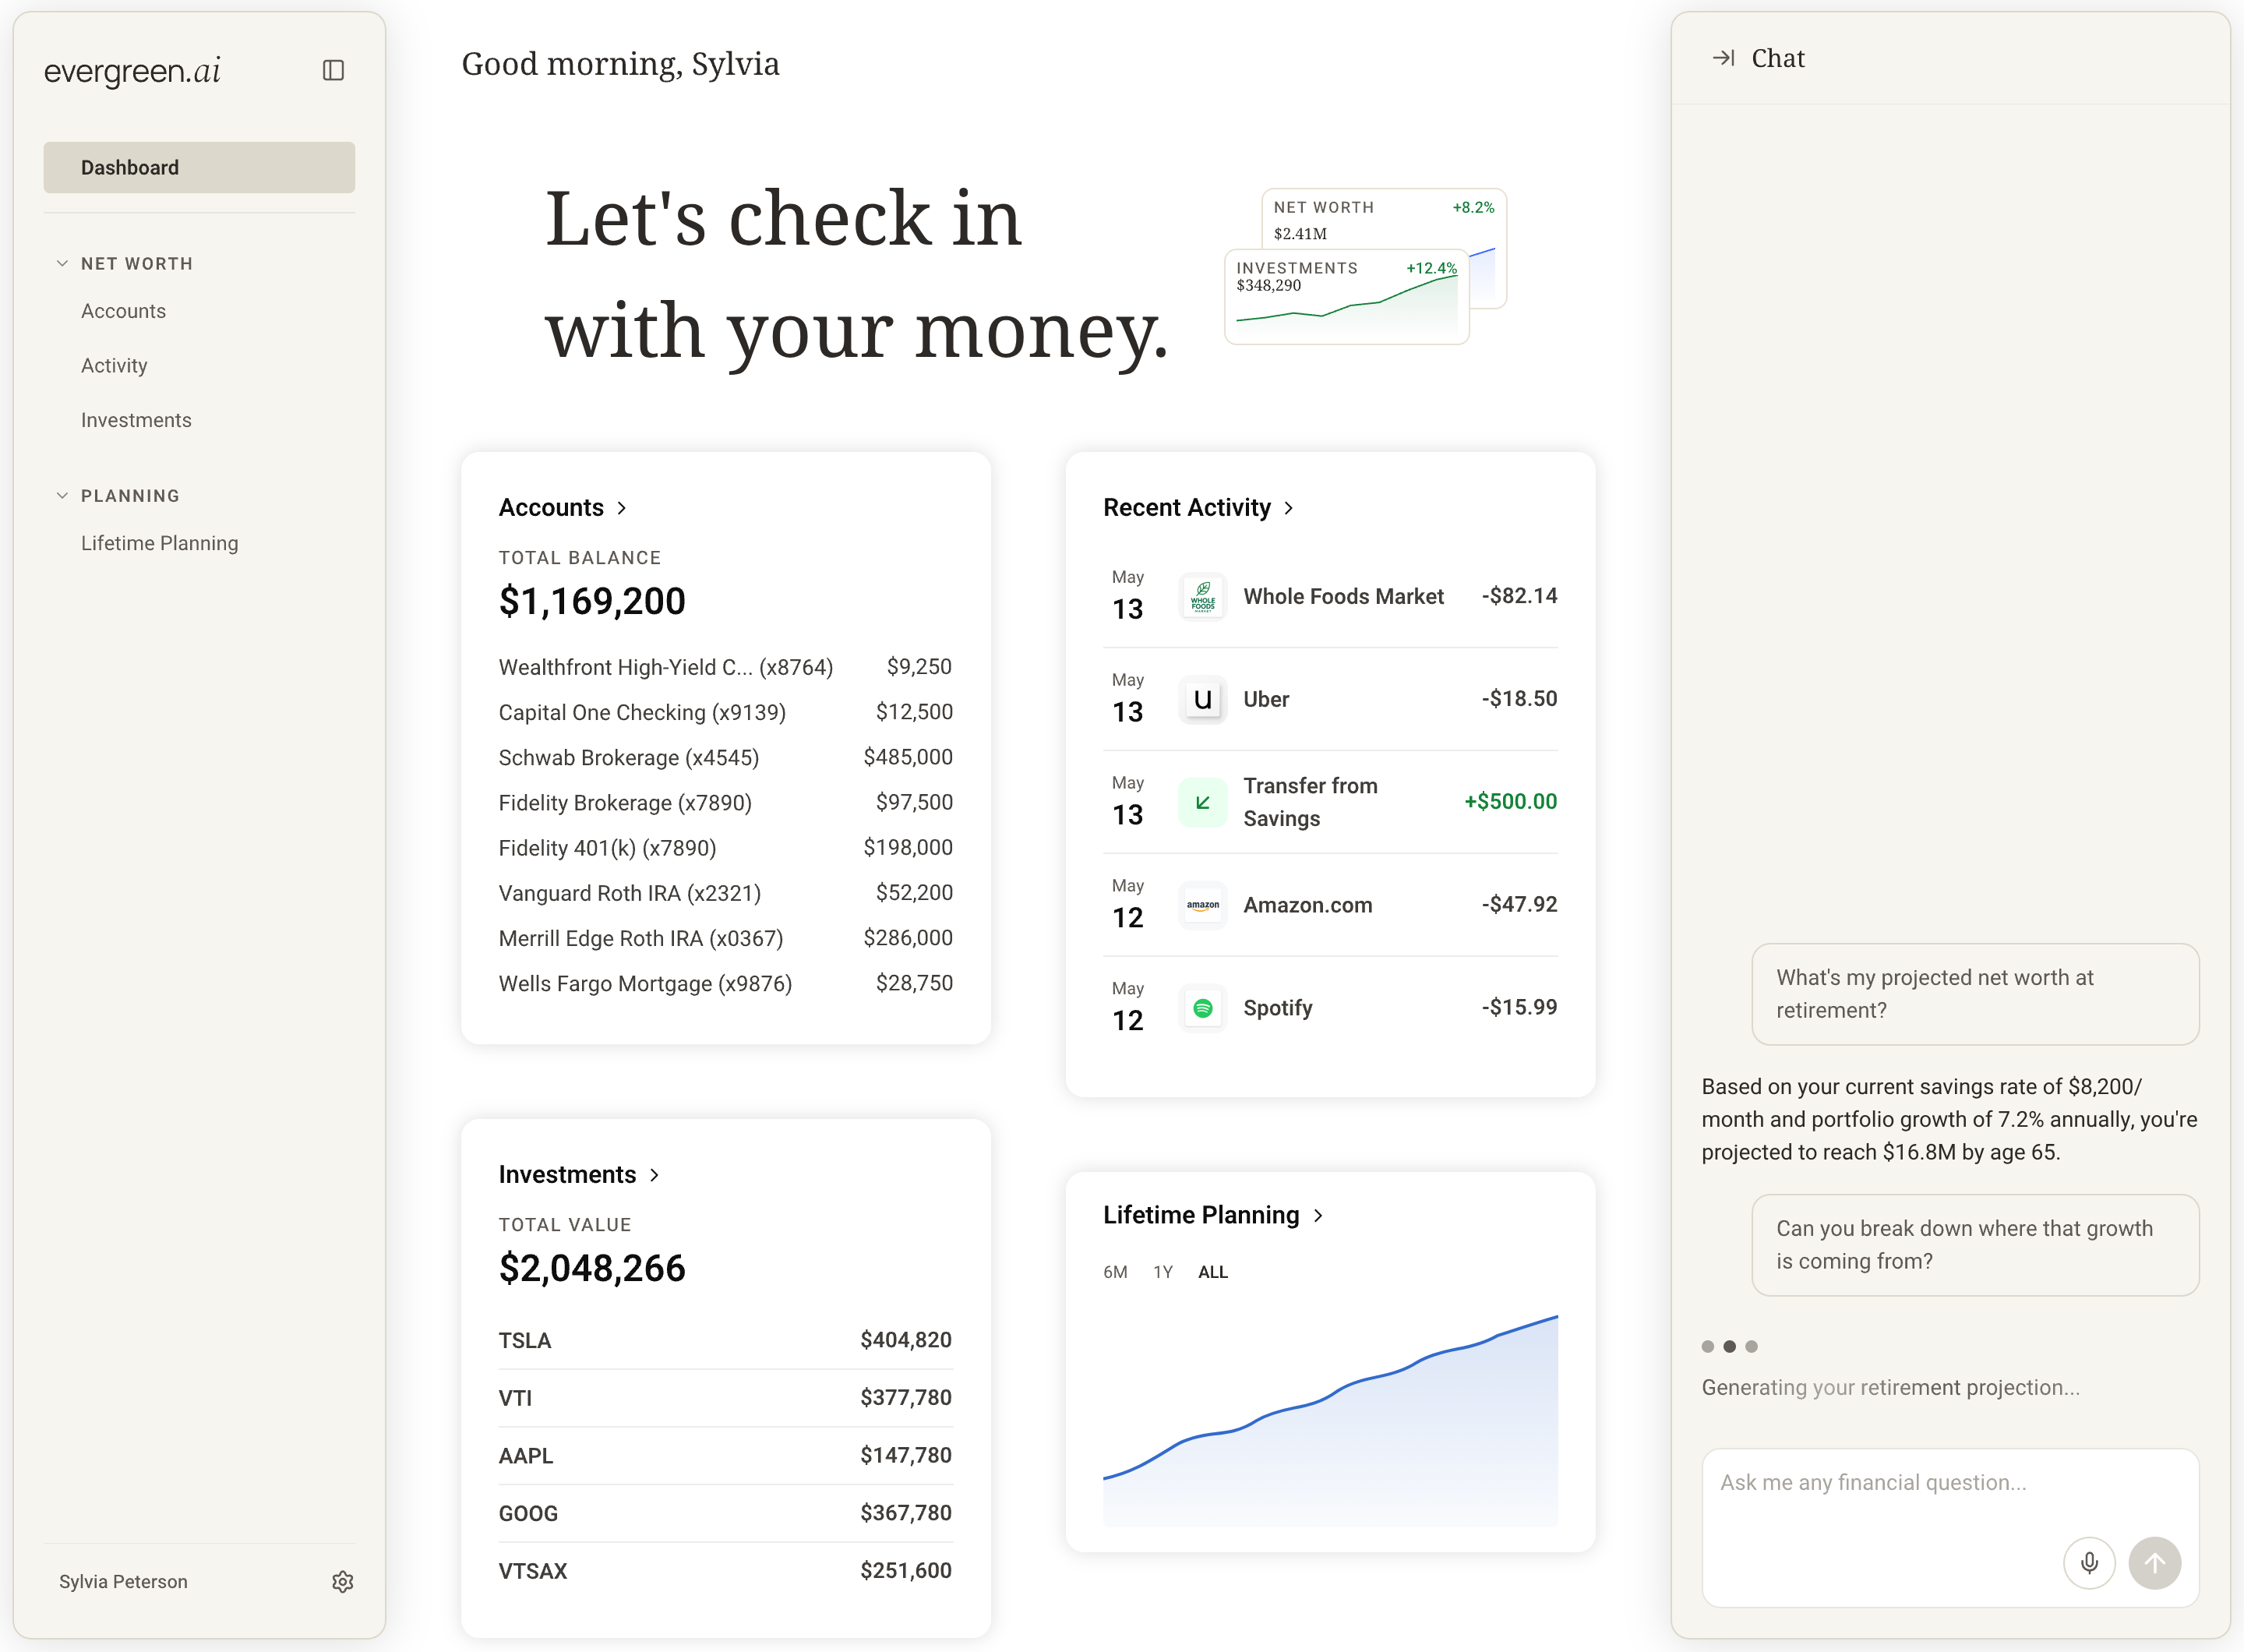 evergreen.ai
Dashboard
NET WORTH
Accounts
Activity
Investments
PLANNING
Lifetime Planning
Sylvia Peterson
Good morning, Sylvia
Let's check in
with your money.
NET WORTH +8.2%
$2.41M
INVESTMENTS +12.4%
$348,290
Accounts
TOTAL BALANCE
$1,169,200
Wealthfront High-Yield C... (x8764) $9,250
Capital One Checking (x9139) $12,500
Schwab Brokerage (x4545) $485,000
Fidelity Brokerage (x7890) $97,500
Fidelity 401(k) (x7890) $198,000
Vanguard Roth IRA (x2321) $52,200
Merrill Edge Roth IRA (x0367) $286,000
Wells Fargo Mortgage (x9876) $28,750
Investments
TOTAL VALUE
$2,048,266
TSLA $404,820
VTI $377,780
AAPL $147,780
GOOG $367,780
VTSAX $251,600
Recent Activity
May
13
WHOLE
FOODS
MARKET
Whole Foods Market -$82.14
May
13
U
Uber -$18.50
May
13
Transfer from
Savings
+$500.00
May
12
amazon
Amazon.com -$47.92
May
12
Spotify -$15.99
Lifetime Planning
6M 1Y ALL
Chat
What's my projected net worth at
retirement?
Based on your current savings rate of $8,200/
month and portfolio growth of 7.2% annually, you're
projected to reach $16.8M by age 65.
Can you break down where that growth
is coming from?
Generating your retirement projection...
Ask me any financial question...